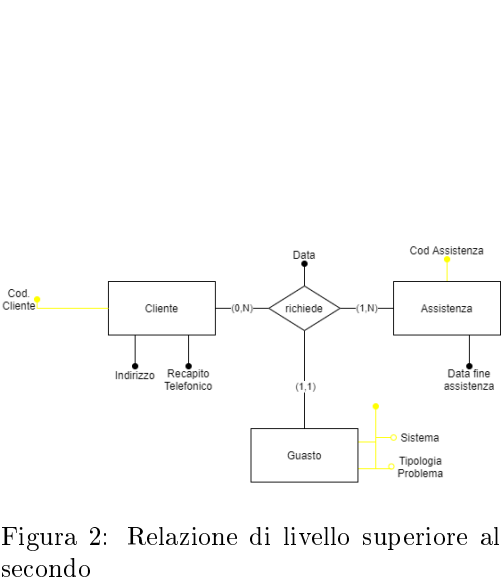 Data
Cod Assistenza
Cod.
Cliente
Cliente
(0,N)
richiede
(1,N)
Assistenza
Indirizzo
Recapito
Telefonico
Data fine
assistenza
(1,1)
Guasto
Sistema
Tipologia
Problema
Figura 2: Relazione di livello superiore al
secondo